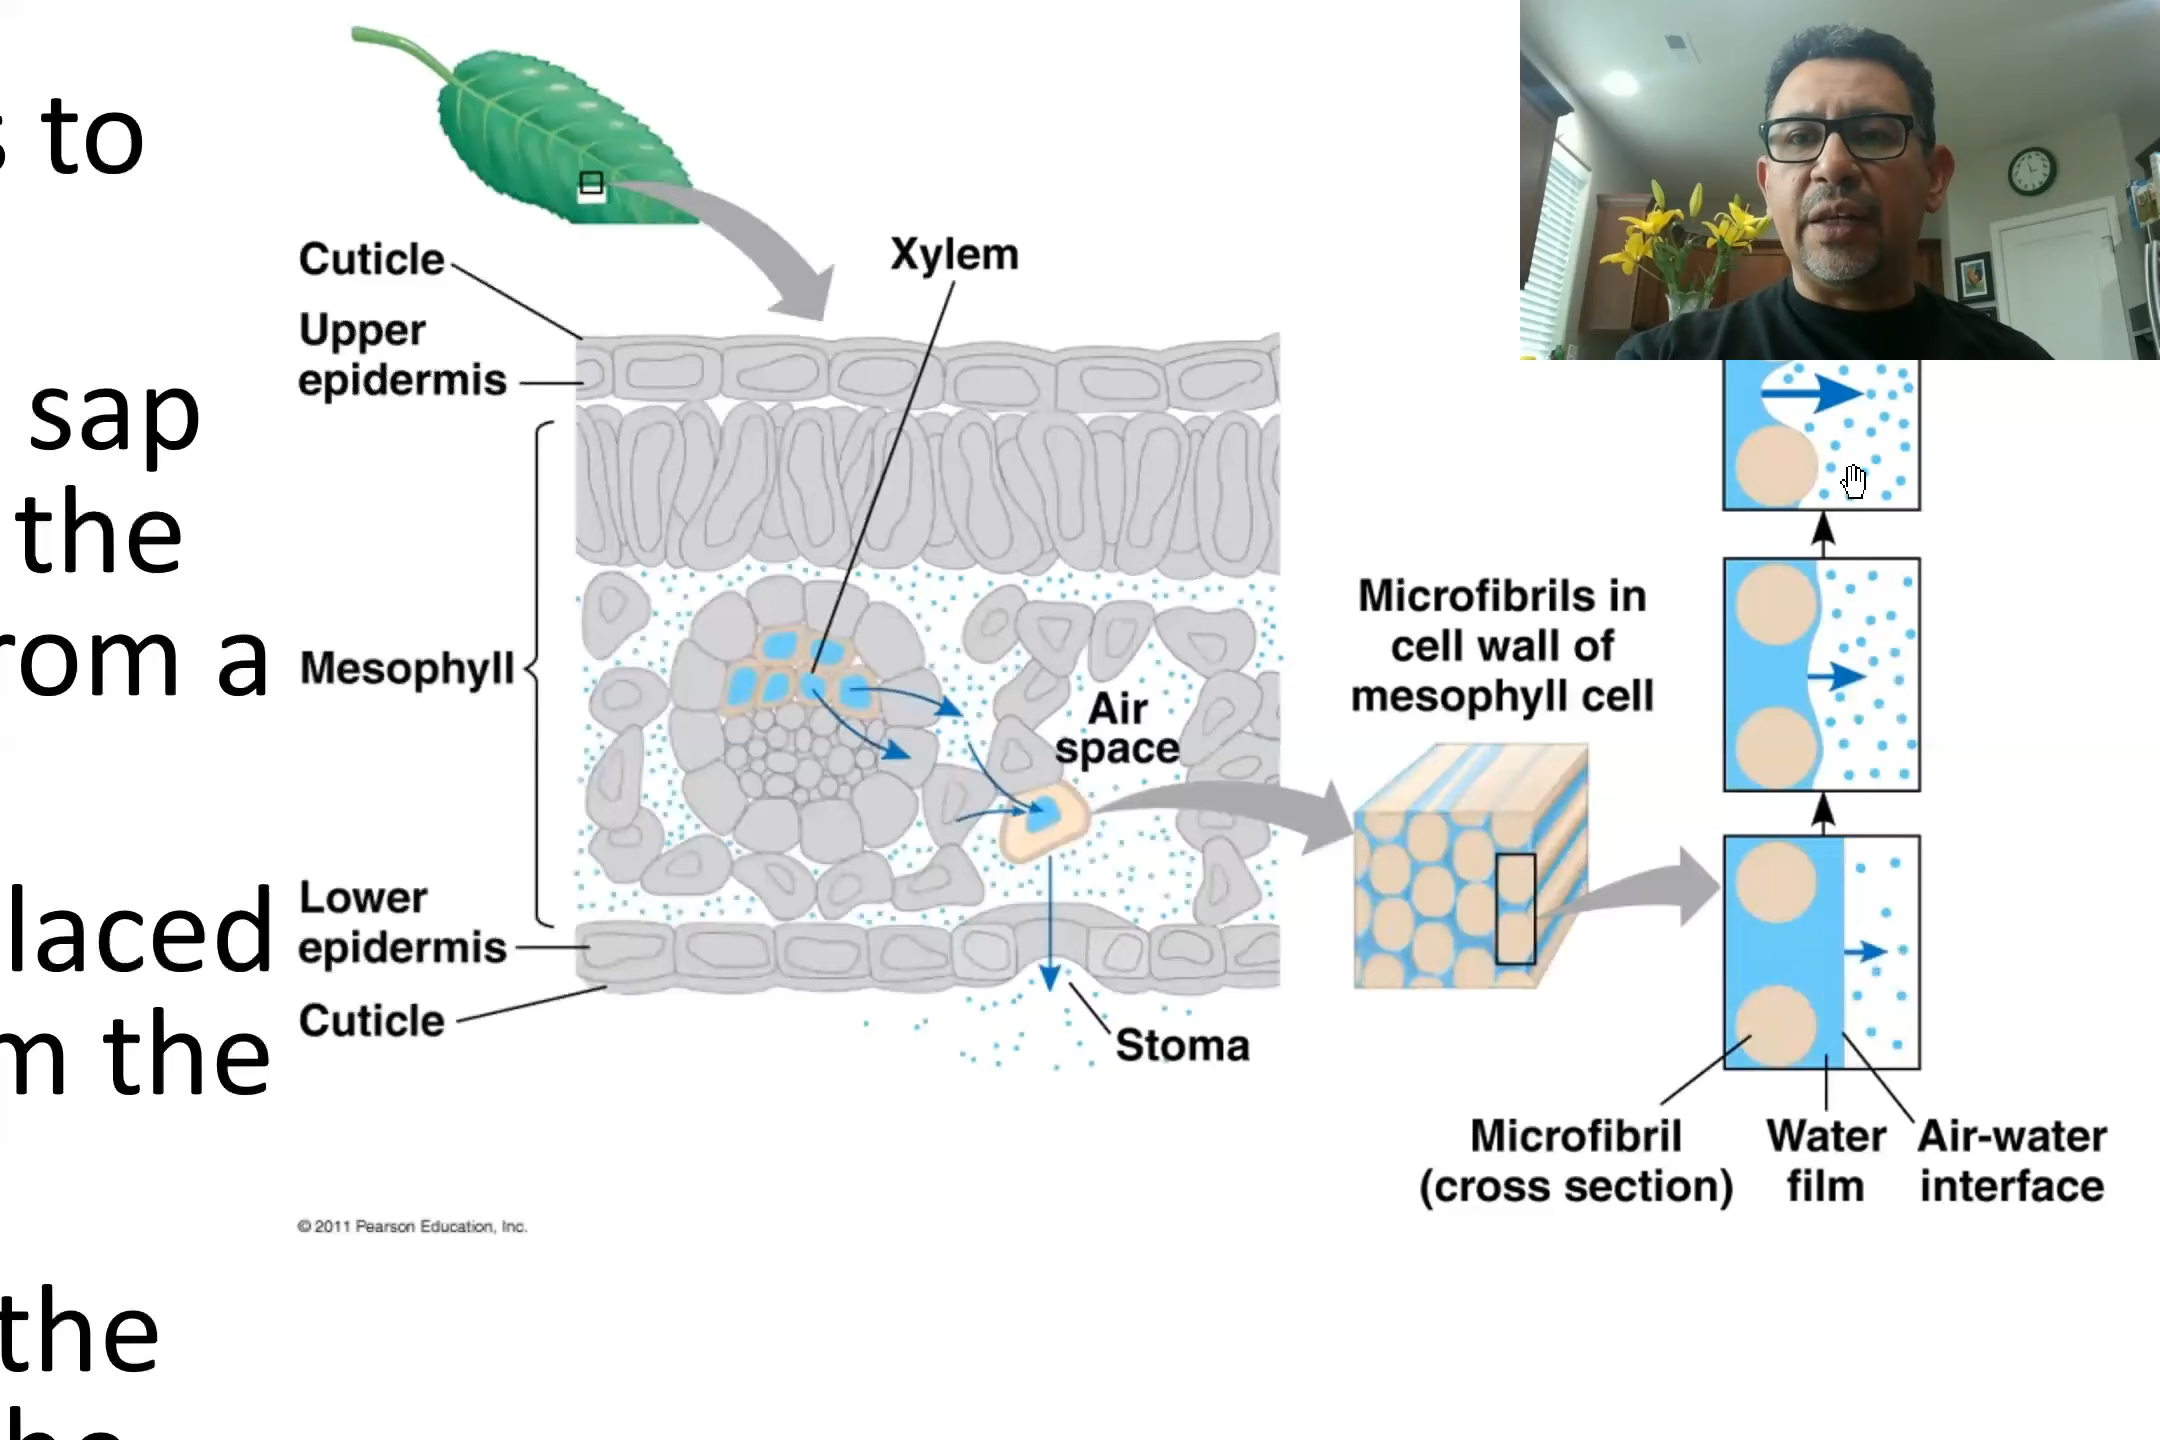 to
sap
the
rom a
laced
m the
the
Cuticle
Upper
epidermis
Xylem
Mesophyll
Air
space
Lower
epidermis
Cuticle
Stoma
Microfibrils in
cell wall of
mesophyll cell
Microfibril
(cross section)
Water
film
Air-water
interface
© 2011 Pearson Education, Inc.